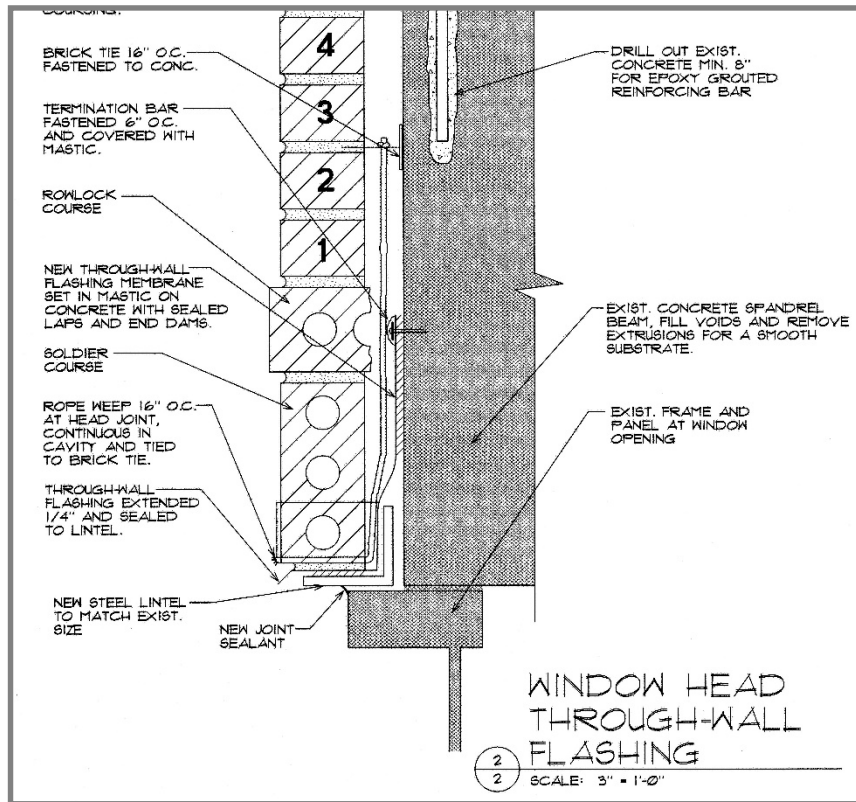 COURSING.
BRICK TIE 16" O.C.
FASTENED TO CONC.
TERMINATION BAR
FASTENED 6" O.C.
AND COVERED WITH
MASTIC.
ROWLOCK
COURSE
NEW THROUGH-WALL
FLASHING MEMBRANE
SET IN MASTIC ON
CONCRETE WITH SEALED
LAPS AND END DAMS.
SOLDIER
COURSE
ROPE WEEP 16" O.C.
AT HEAD JOINT,
CONTINUOUS IN
CAVITY AND TIED
TO BRICK TIE.
THROUGH-WALL
FLASHING EXTENDED
1/4" AND SEALED
TO LINTEL.
NEW STEEL LINTEL
TO MATCH EXIST.
SIZE
NEW JOINT
SEALANT
4
3
2
1
DRILL OUT EXIST.
CONCRETE MIN. 8"
FOR EPOXY GROUTED
REINFORCING BAR
EXIST. CONCRETE SPANDREL
BEAM, FILL VOIDS AND REMOVE
EXTRUSIONS FOR A SMOOTH
SUBSTRATE.
EXIST. FRAME AND
PANEL AT WINDOW
OPENING
WINDOW HEAD
THROUGH-WALL
FLASHING
2
2
SCALE: 3" = 1'-0"